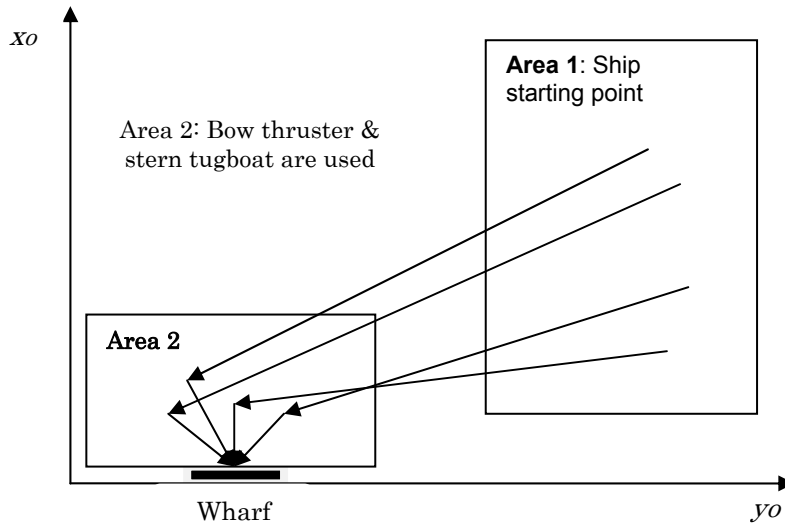 xo
Area 1: Ship
starting point
Area 2: Bow thruster &
stern tugboat are used
Area 2
Wharf
yo